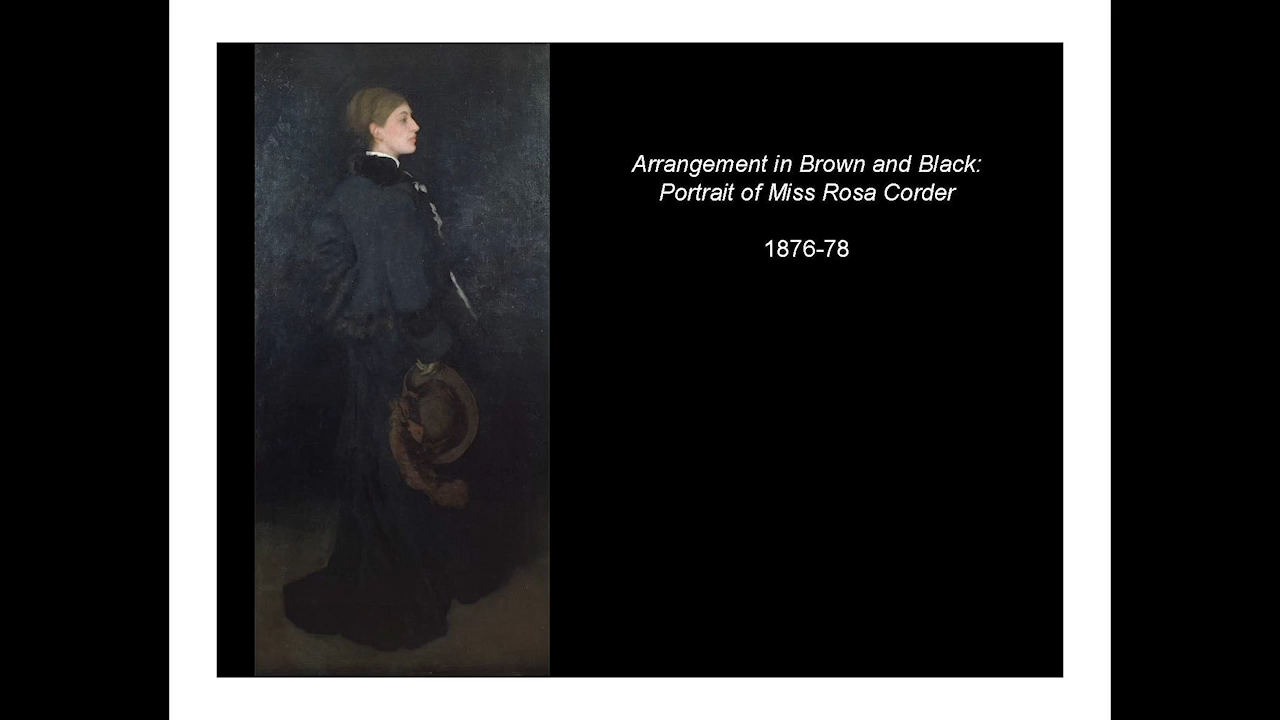 Arrangement in Brown and Black:
Portrait of Miss Rosa Corder
1876-78